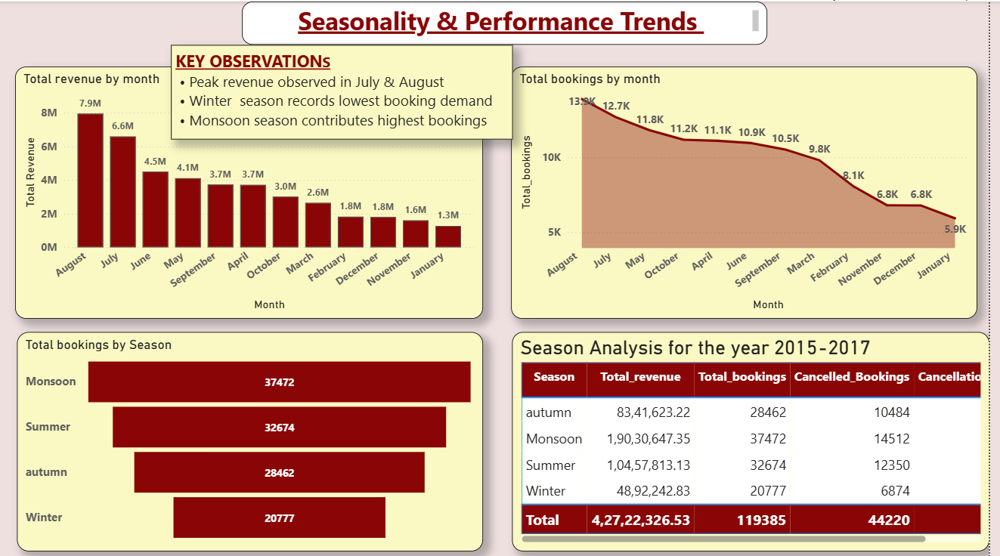 Seasonality & Performance Trends
KEY OBSERVATIONs
• Peak revenue observed in July & August
• Winter season records lowest booking demand
• Monsoon season contributes highest bookings
Total revenue by month
Total Revenue
8M
6M
4M
2M
0M
7.9M
6.6M
4.5M
4.1M
3.7M
3.7M
3.0M
2.6M
1.8M
1.8M
1.6M
1.3M
August
July
June
May
September
April
October
March
February
December
November
January
Month
Total bookings by month
Total_bookings
10K
5K
13.9K
12.7K
11.8K
11.2K
11.1K
10.9K
10.5K
9.8K
8.1K
6.8K
6.8K
5.9K
August
July
May
October
April
June
September
March
February
November
December
January
Month
Total bookings by Season
Monsoon 37472
Summer 32674
autumn 28462
Winter 20777
Season Analysis for the year 2015-2017
Season Total_revenue Total_bookings Cancelled_Bookings Cancellatio
autumn 83,41,623.22 28462 10484
Monsoon 1,90,30,647.35 37472 14512
Summer 1,04,57,813.13 32674 12350
Winter 48,92,242.83 20777 6874
Total 4,27,22,326.53 119385 44220